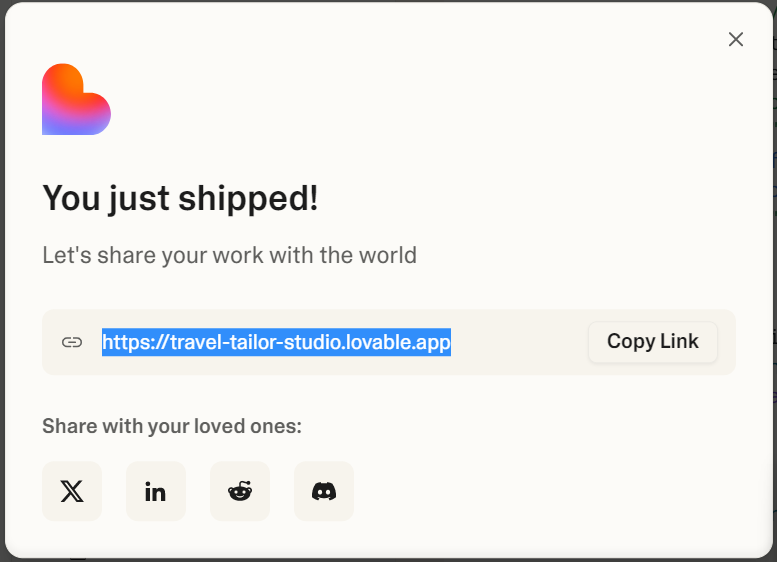 You just shipped!
Let's share your work with the world
https://travel-tailor-studio.lovable.app
Copy Link
Share with your loved ones: